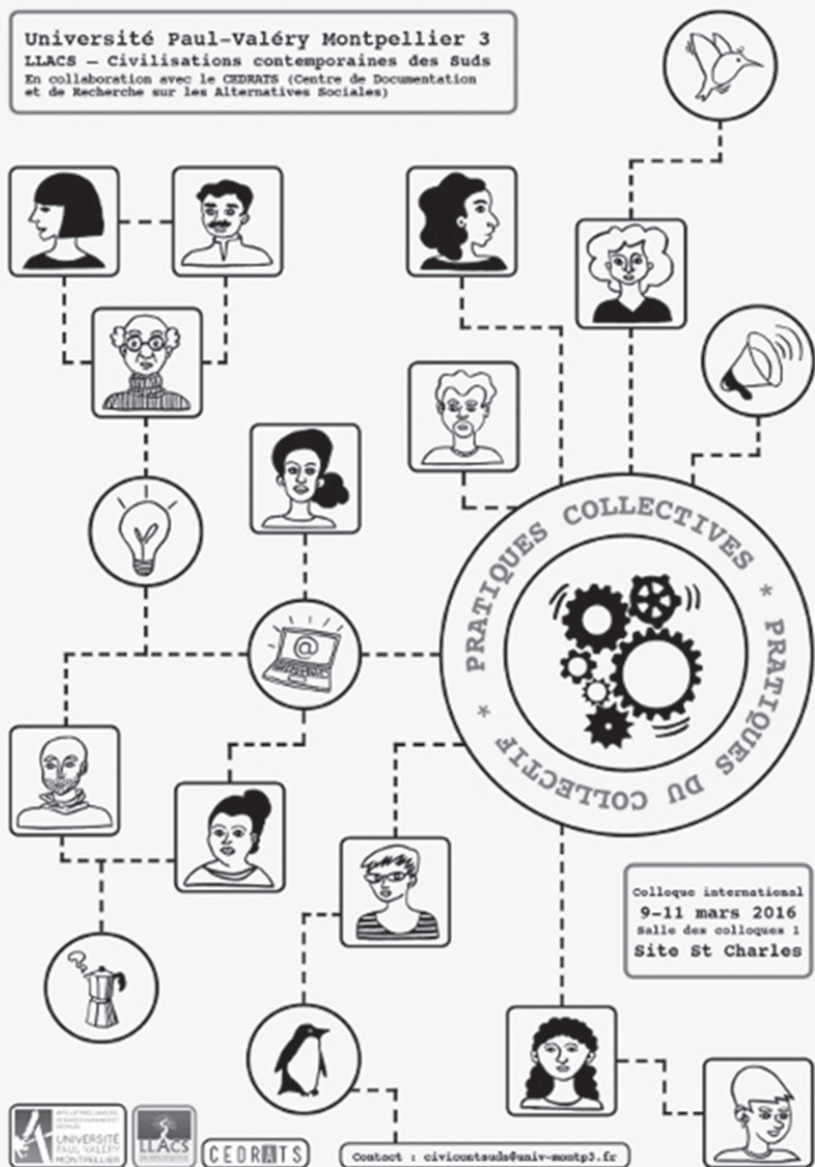 Université Paul-Valéry Montpellier 3
LLACS – Civilisations contemporaines des Suds
En collaboration avec le CEDRATS (Centre de Documentation
et de Recherche sur les Alternatives Sociales)
@
PRATIQUES COLLECTIVES * PRATIQUES DU COLLECTIF *
Colloque international
9-11 mars 2016
Salle des colloques 1
Site St Charles
UNIVERSITÉ
PAUL-VALÉRY
MONTPELLIER
LLACS
CEDRATS
Contact : civicontsuds@univ-montp3.fr